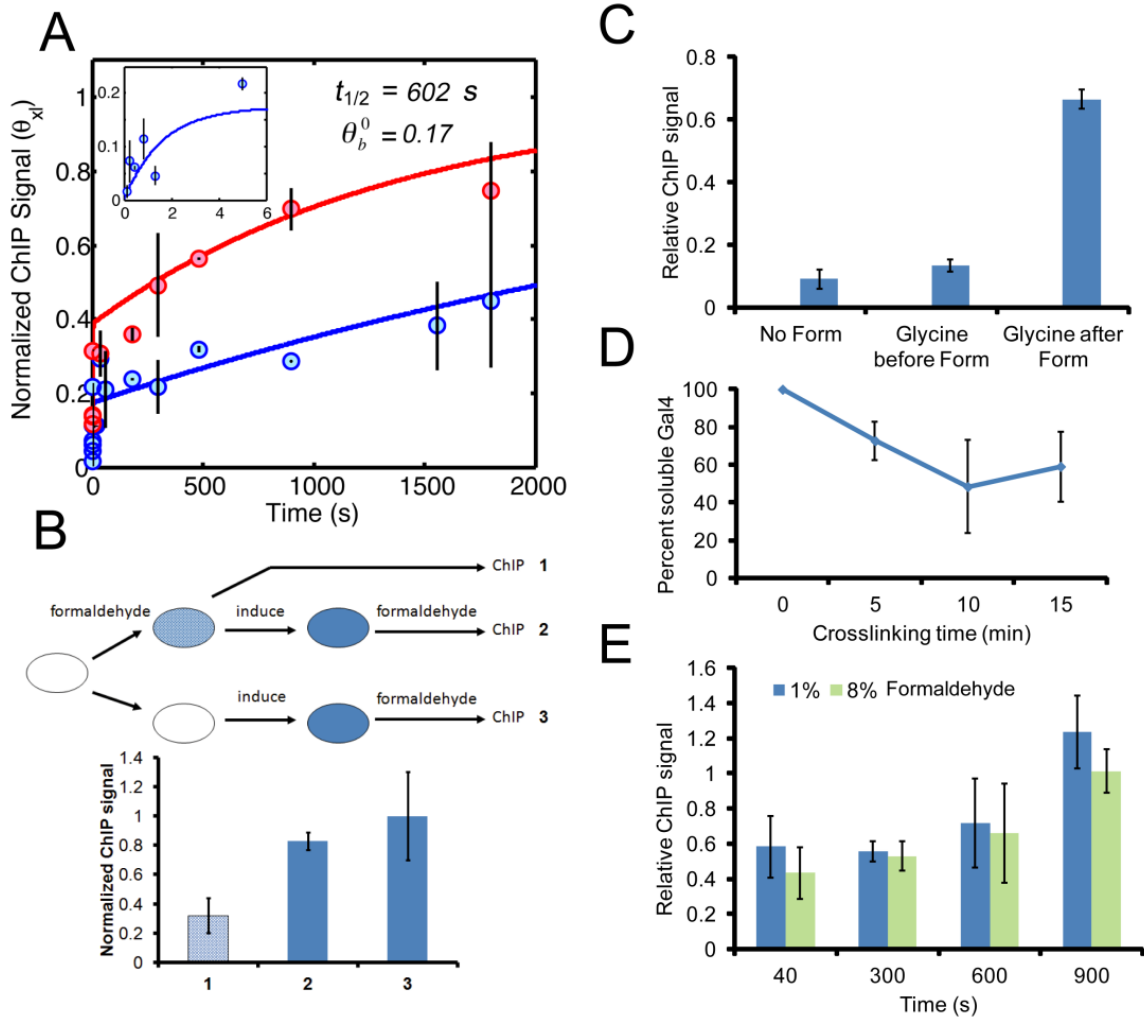 A
Normalized ChIP Signal (θxl)
1
0.8
0.6
0.4
0.2
0
0.2
0.1
0
0 2 4 6
t1/2 = 602 s
θb0 = 0.17
0 500 1000 1500 2000
Time (s)
B
formaldehyde
induce
formaldehyde
ChIP 1
ChIP 2
induce
formaldehyde
ChIP 3
Normalized ChIP signal
1.4
1.2
1
0.8
0.6
0.4
0.2
0
1 2 3
C
Relative ChIP signal
0.8
0.6
0.4
0.2
0
No Form
Glycine before Form
Glycine after Form
D
Percent soluble Gal4
100
80
60
40
20
0
0 5 10 15
Crosslinking time (min)
E
Relative ChIP signal
1.6
1.4
1.2
1
0.8
0.6
0.4
0.2
0
1% 8% Formaldehyde
40 300 600 900
Time (s)